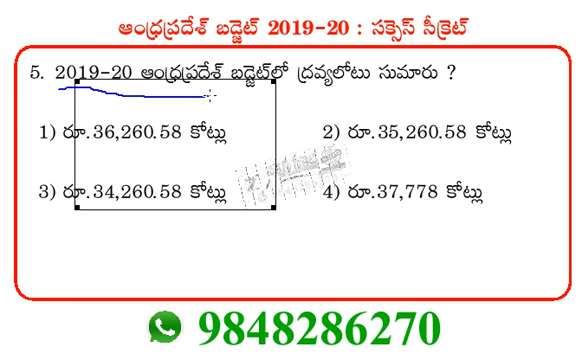 ఆంధ్రప్రదేశ్ బడ్జెట్ 2019-20 : సక్సెస్ సీక్రెట్
5. 2019-20 ఆంధ్రప్రదేశ్ బడ్జెట్‌లో ద్రవ్యలోటు సుమారు ?
1) రూ.36,260.58 కోట్లు 2) రూ.35,260.58 కోట్లు
3) రూ.34,260.58 కోట్లు 4) రూ.37,778 కోట్లు
9848286270